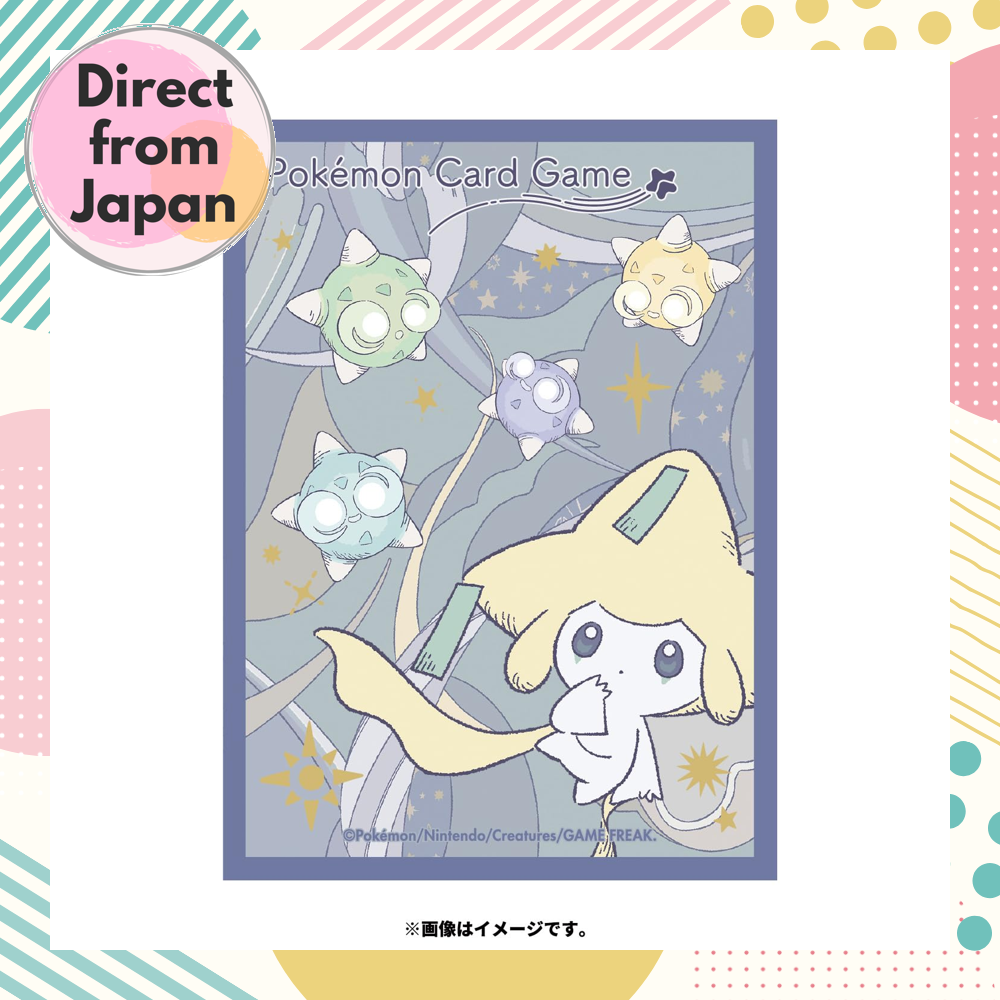 Direct
from
Japan
Pokémon Card Game
©Pokémon/Nintendo/Creatures/GAME FREAK.
※画像はイメージです。